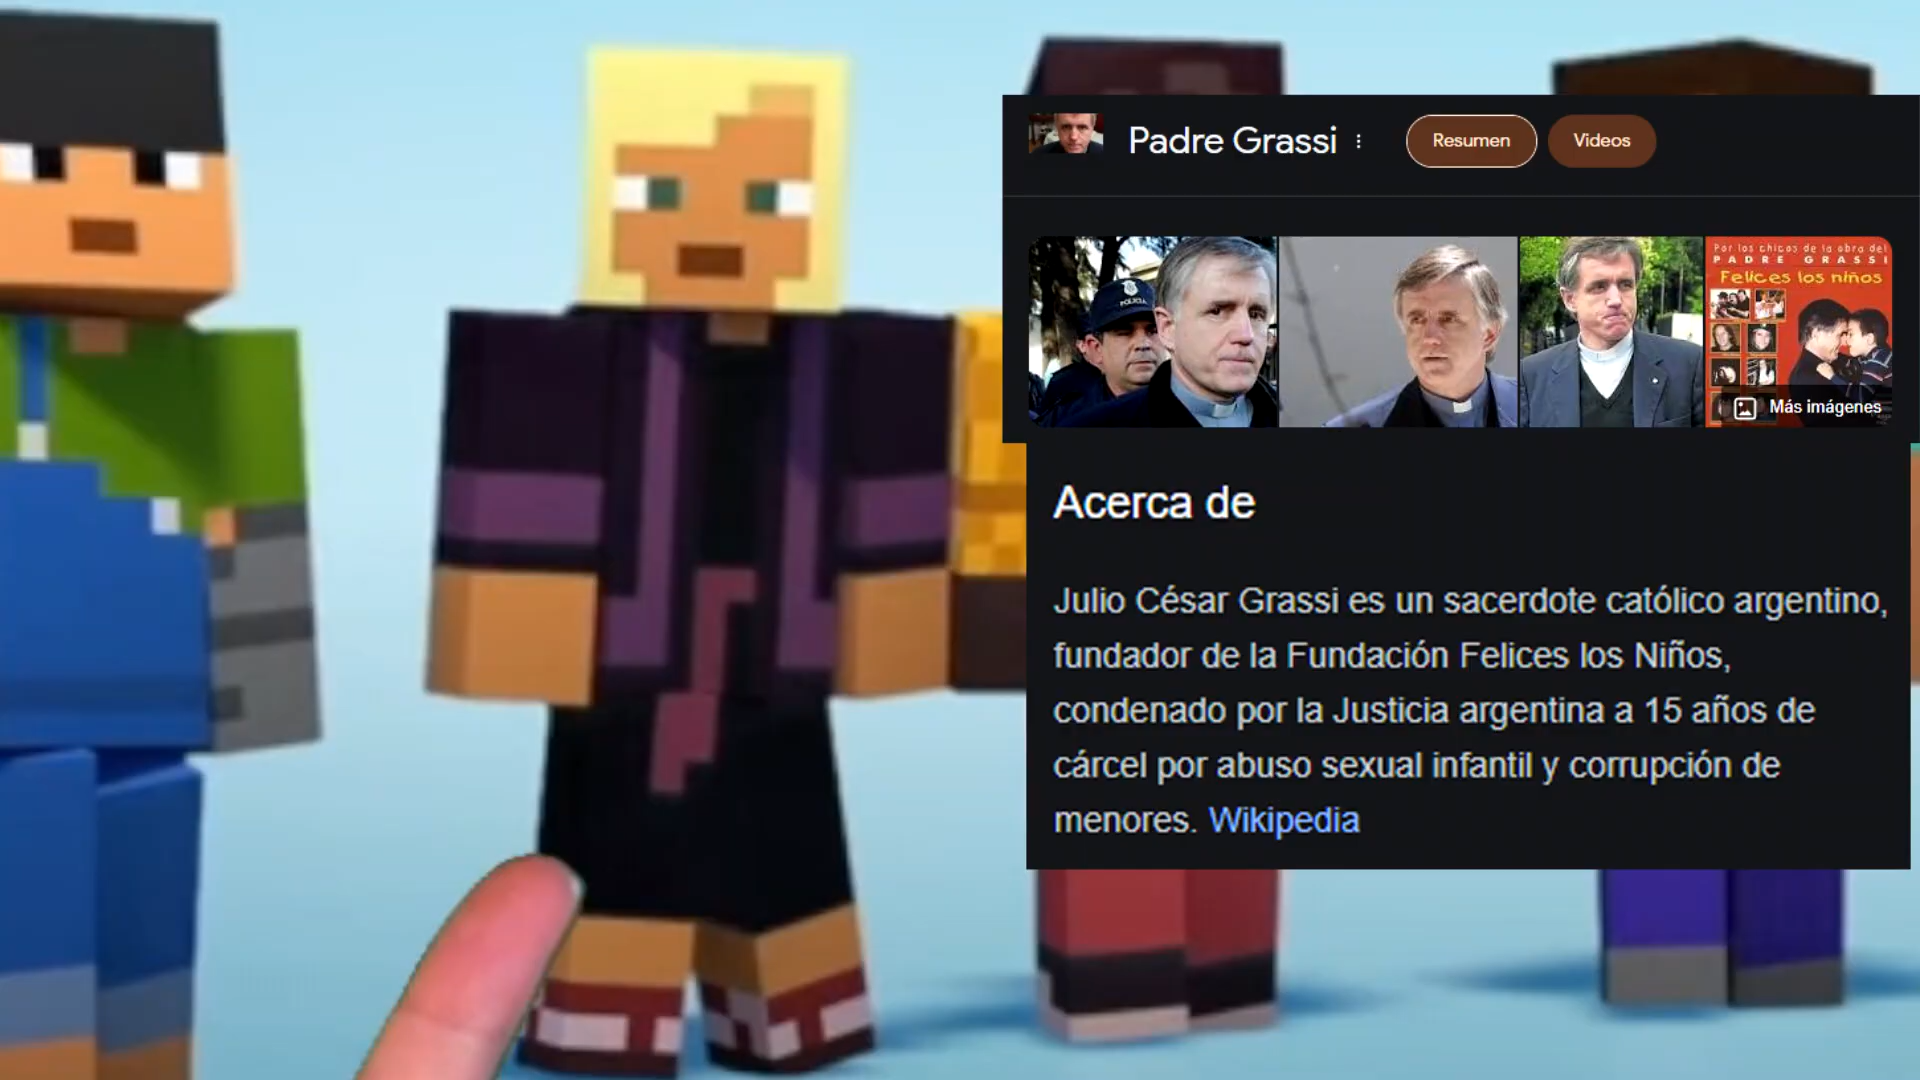 Padre Grassi
Resumen
Videos
POLICIA
Por los chicos de la obra del
PADRE GRASSI
Felices los niños
Más imágenes
Acerca de
Julio César Grassi es un sacerdote católico argentino,
fundador de la Fundación Felices los Niños,
condenado por la Justicia argentina a 15 años de
cárcel por abuso sexual infantil y corrupción de
menores. Wikipedia